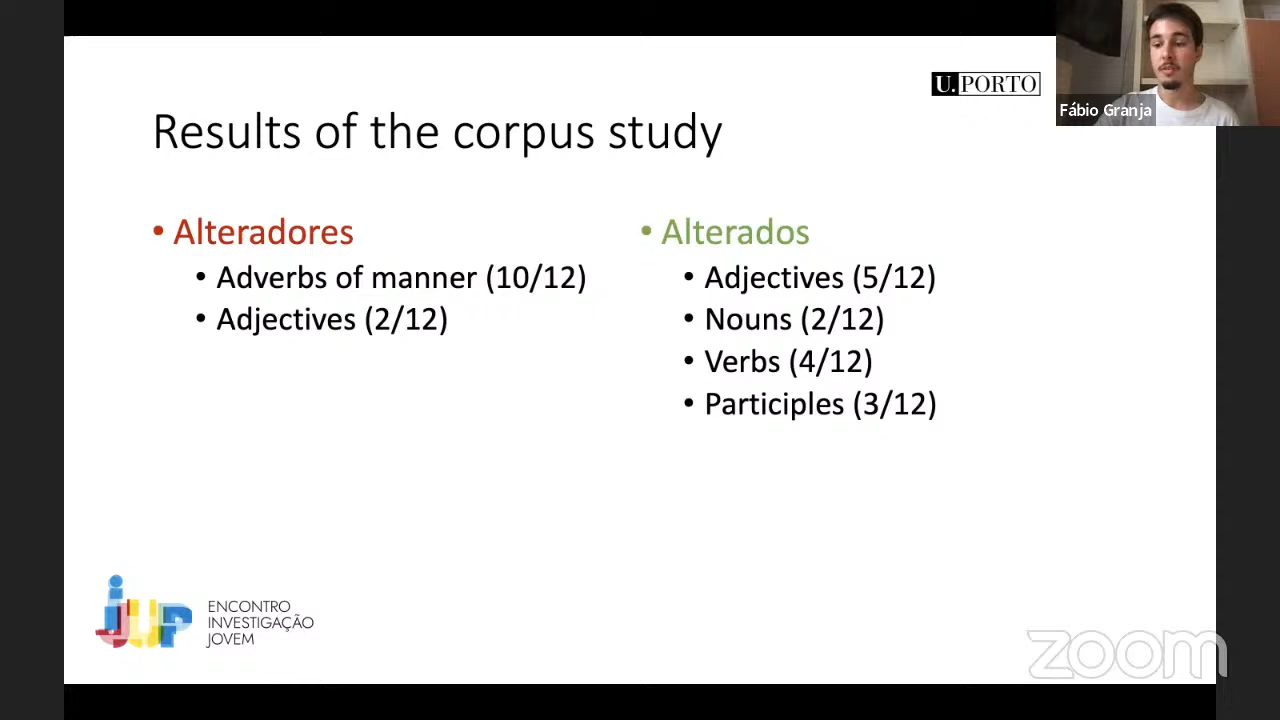 U.PORTO
Fábio Granja
Results of the corpus study
• Alteradores
• Adverbs of manner (10/12)
• Adjectives (2/12)
• Alterados
• Adjectives (5/12)
• Nouns (2/12)
• Verbs (4/12)
• Participles (3/12)
iJUP
ENCONTRO
INVESTIGAÇÃO
JOVEM
zoom